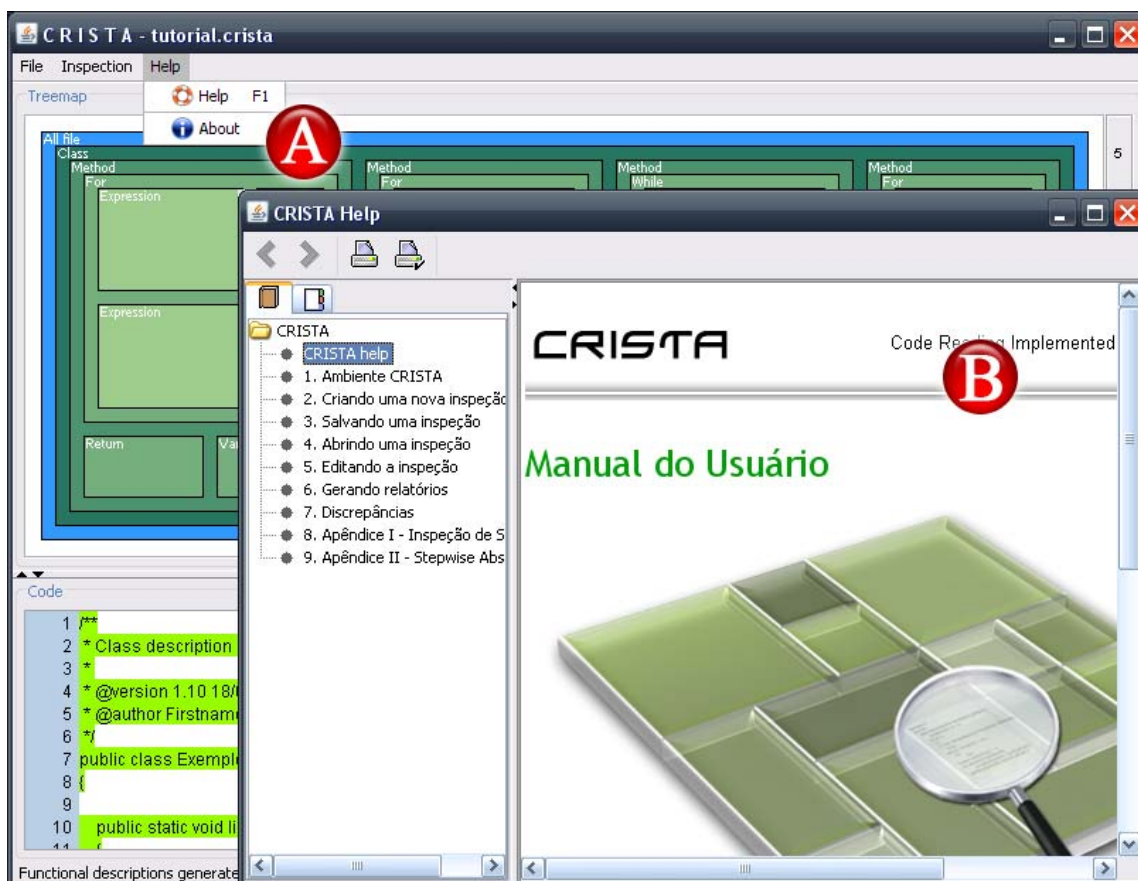 C R I S T A - tutorial.crista
File Inspection Help
Help F1
About
Treemap
A
5
All file
Class
Method Method Method Method
For For While For
Expression
Expression
Return
CRISTA Help
CRISTA
CRISTA help
1. Ambiente CRISTA
2. Criando uma nova inspeção
3. Salvando uma inspeção
4. Abrindo uma inspeção
5. Editando a inspeção
6. Gerando relatórios
7. Discrepâncias
8. Apêndice I - Inspeção de S
9. Apêndice II - Stepwise Abs
CRISTA
Code Reading Implemented
B
Manual do Usuário
Code
1 /**
2 * Class description
3 *
4 * @version 1.10 18/
5 * @author Firstname
6 */
7 public class Exempl
8 {
9
10 public static void li
11 {
Functional descriptions generate